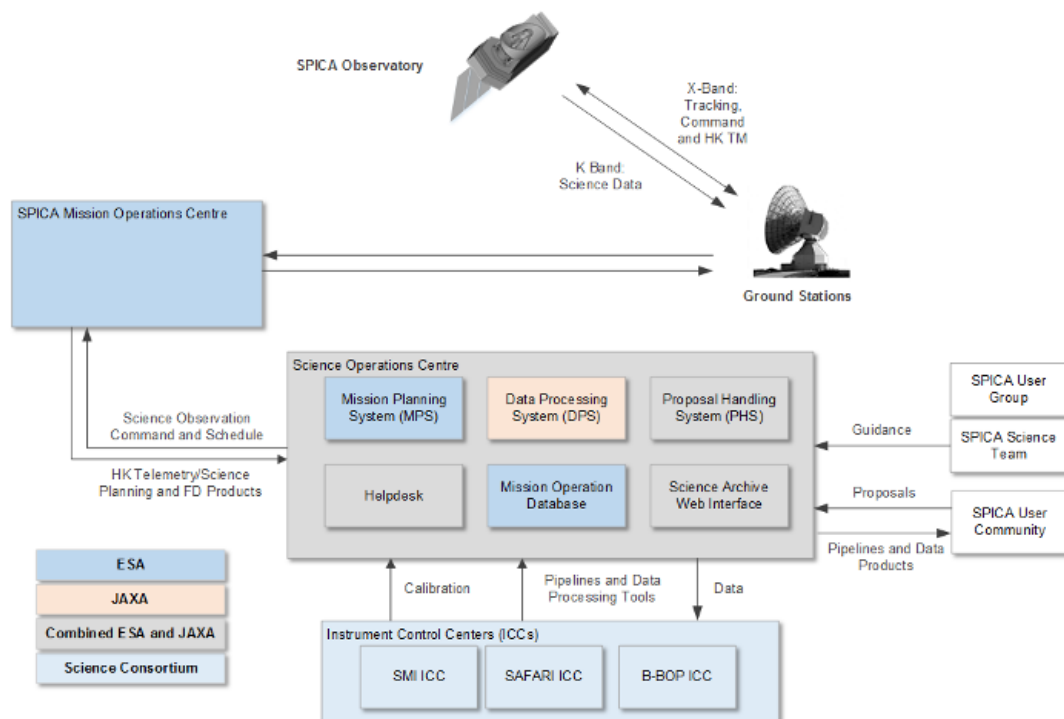 SPICA Observatory
X-Band:
Tracking,
Command
and HK TM
K Band:
Science Data
SPICA Mission Operations Centre
Ground Stations
Science Operations Centre
Mission Planning
System (MPS)
Data Processing
System (DPS)
Proposal Handling
System (PHS)
SPICA User
Group
Science Observation
Command and Schedule
Guidance
SPICA Science
Team
HK Telemetry/Science
Planning and FD Products
Helpdesk
Mission Operation
Database
Science Archive
Web Interface
Proposals
SPICA User
Community
Pipelines and Data
Products
ESA
JAXA
Combined ESA and JAXA
Science Consortium
Calibration
Pipelines and Data
Processing Tools
Data
Instrument Control Centers (ICCs)
SMI ICC
SAFARI ICC
B-BOP ICC